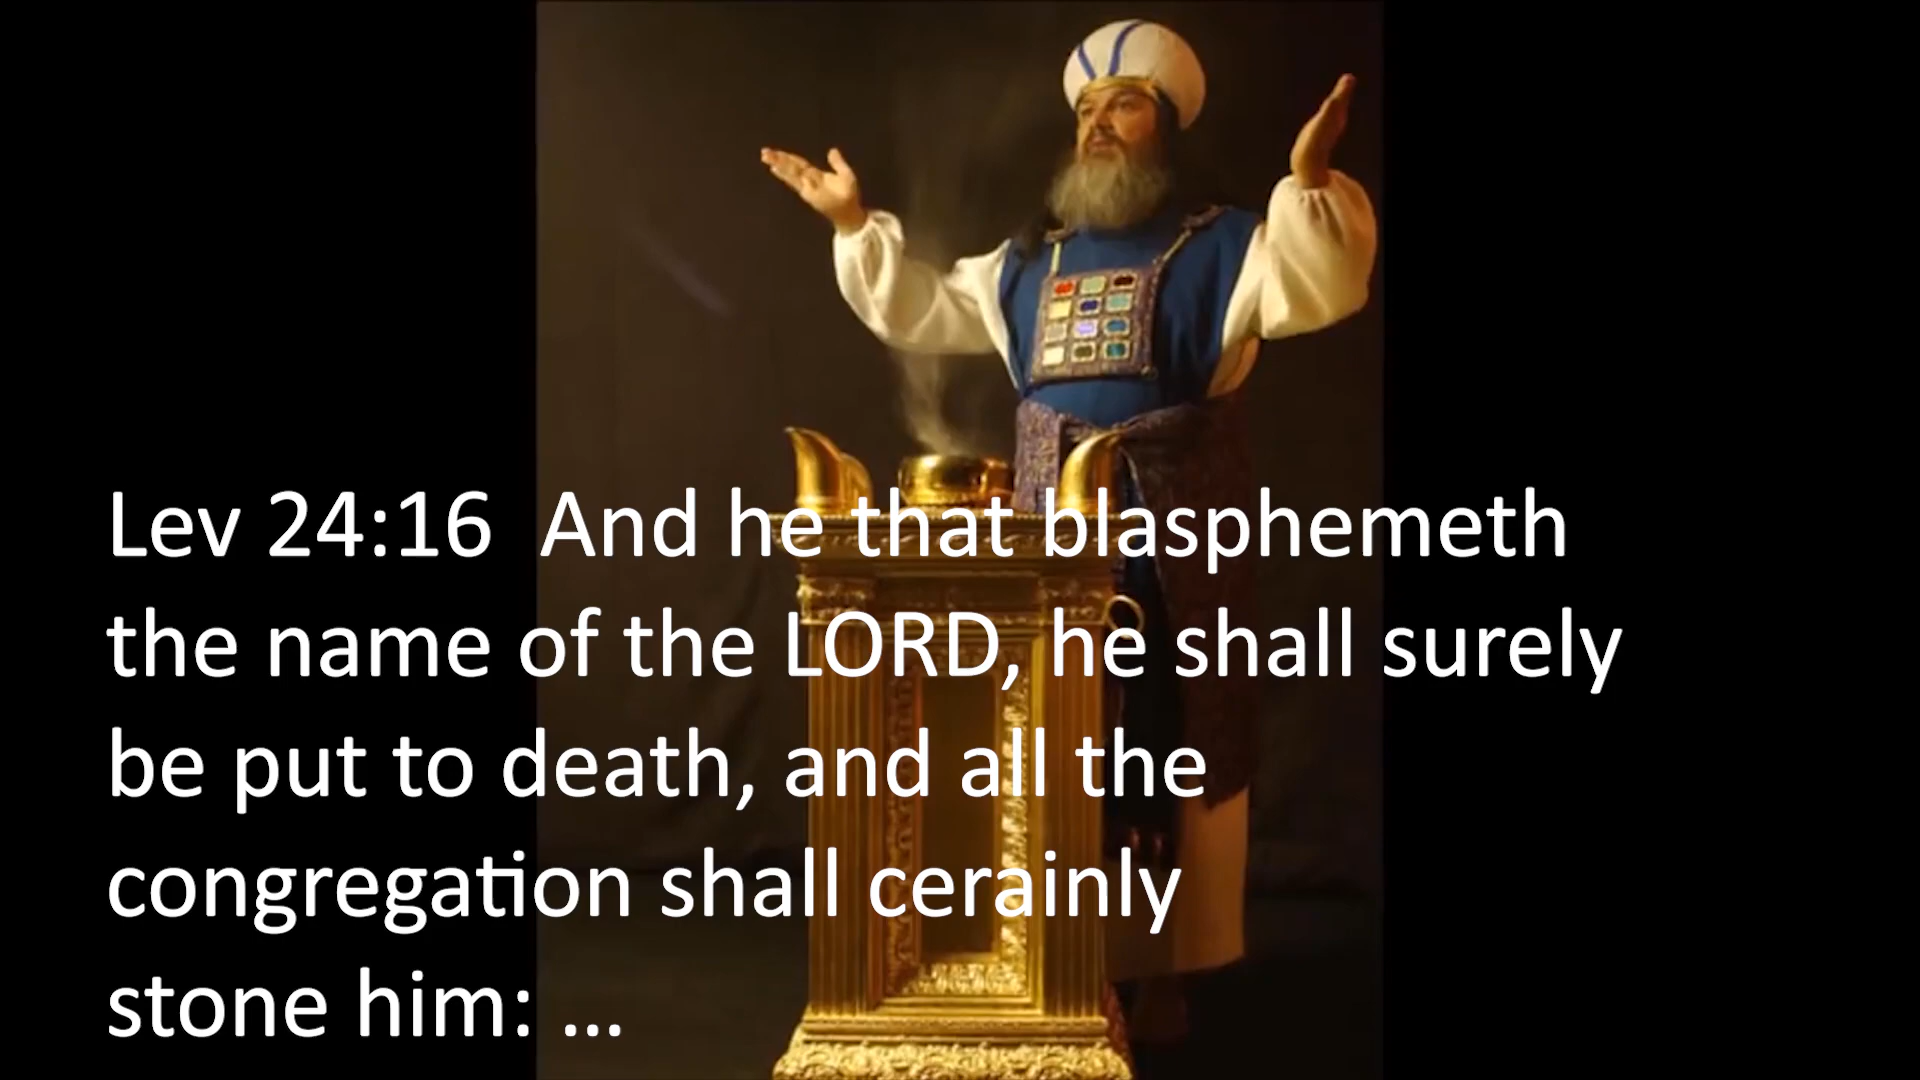 Lev 24:16  And he that blasphemeth
the name of the LORD, he shall surely
be put to death, and all the
congregation shall cerainly
stone him: ...